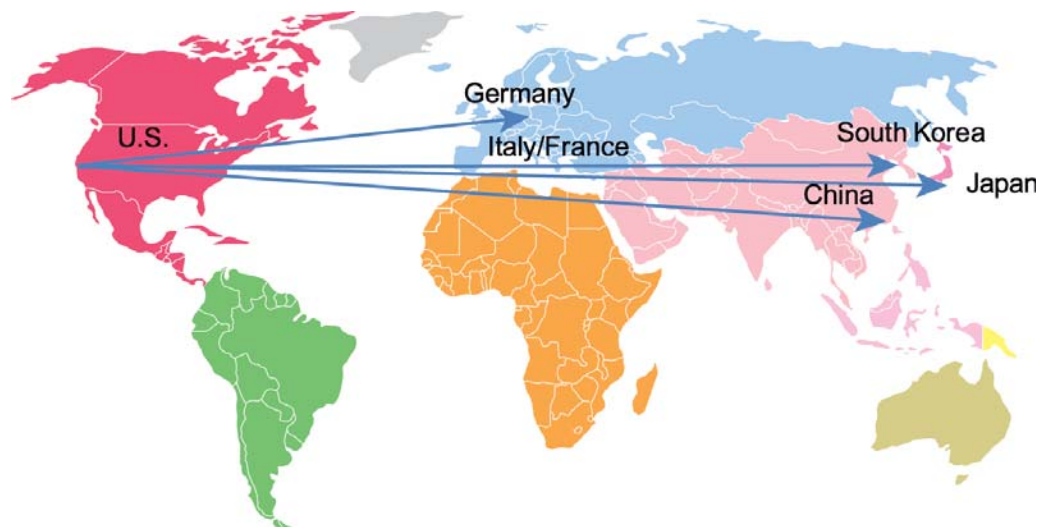 Germany
U.S.
South Korea
Italy/France
Japan
China